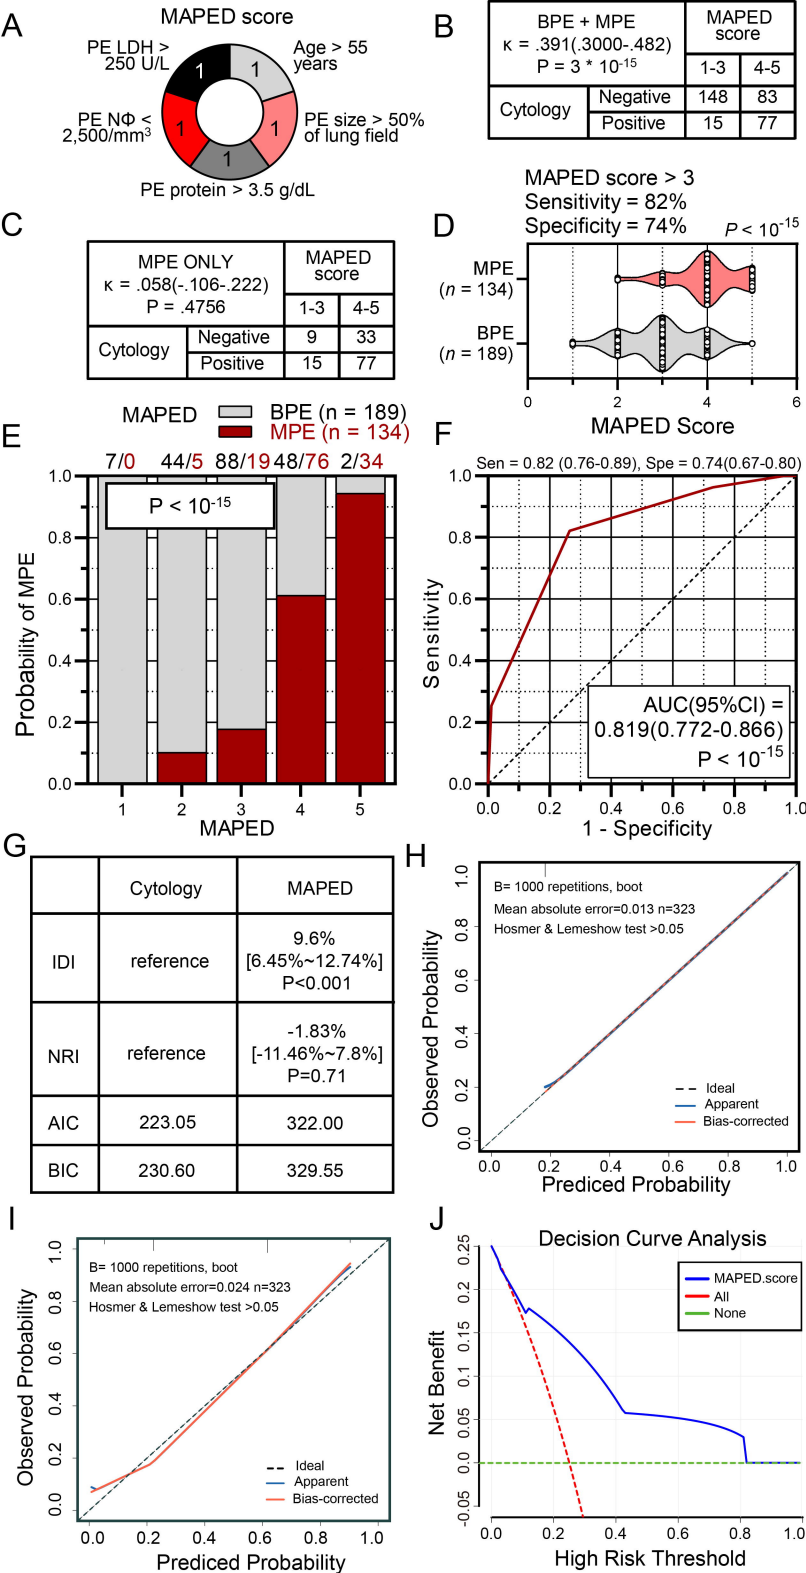 A
MAPED score
PE LDH >
250 U/L
Age > 55
years
1
1
PE NΦ <
2,500/mm3
1
1
PE size > 50%
of lung field
1
PE protein > 3.5 g/dL
B
BPE + MPE
κ = .391(.3000-.482)
P = 3 * 10-15
MAPED
score
1-3
4-5
Cytology
Negative
148
83
Positive
15
77
C
MPE ONLY
κ = .058(-.106-.222)
P = .4756
MAPED
score
1-3
4-5
Cytology
Negative
9
33
Positive
15
77
D
MAPED score > 3
Sensitivity = 82%
Specificity = 74%
P < 10-15
MPE
(n = 134)
BPE
(n = 189)
0
2
4
6
MAPED Score
E
MAPED
BPE (n = 189)
MPE (n = 134)
7/0
44/5
88/19
48/76
2/34
P < 10-15
1.0
0.8
0.6
0.4
0.2
0.0
Probability of MPE
1
2
3
4
5
MAPED
F
Sen = 0.82 (0.76-0.89), Spe = 0.74(0.67-0.80)
1.0
0.8
0.6
0.4
0.2
0.0
Sensitivity
AUC(95%CI) =
0.819(0.772-0.866)
P < 10-15
0.0
0.2
0.4
0.6
0.8
1.0
1 - Specificity
G
Cytology
MAPED
IDI
reference
9.6%
[6.45%~12.74%]
P<0.001
NRI
reference
-1.83%
[-11.46%~7.8%]
P=0.71
AIC
223.05
322.00
BIC
230.60
329.55
H
B= 1000 repetitions, boot
Mean absolute error=0.013 n=323
Hosmer & Lemeshow test >0.05
1.0
0.8
0.6
0.4
0.2
0.0
Observed Probability
Ideal
Apparent
Bias-corrected
0.0
0.2
0.4
0.6
0.8
1.0
Prediced Probability
I
B= 1000 repetitions, boot
Mean absolute error=0.024 n=323
Hosmer & Lemeshow test >0.05
1.0
0.8
0.6
0.4
0.2
0.0
Observed Probability
Ideal
Apparent
Bias-corrected
0.0
0.2
0.4
0.6
0.8
1.0
Prediced Probability
J
Decision Curve Analysis
0.25
0.15
0.1
0.05
0.0
-0.05
Net Benefit
MAPED.score
All
None
0.0
0.2
0.4
0.6
0.8
1.0
High Risk Threshold